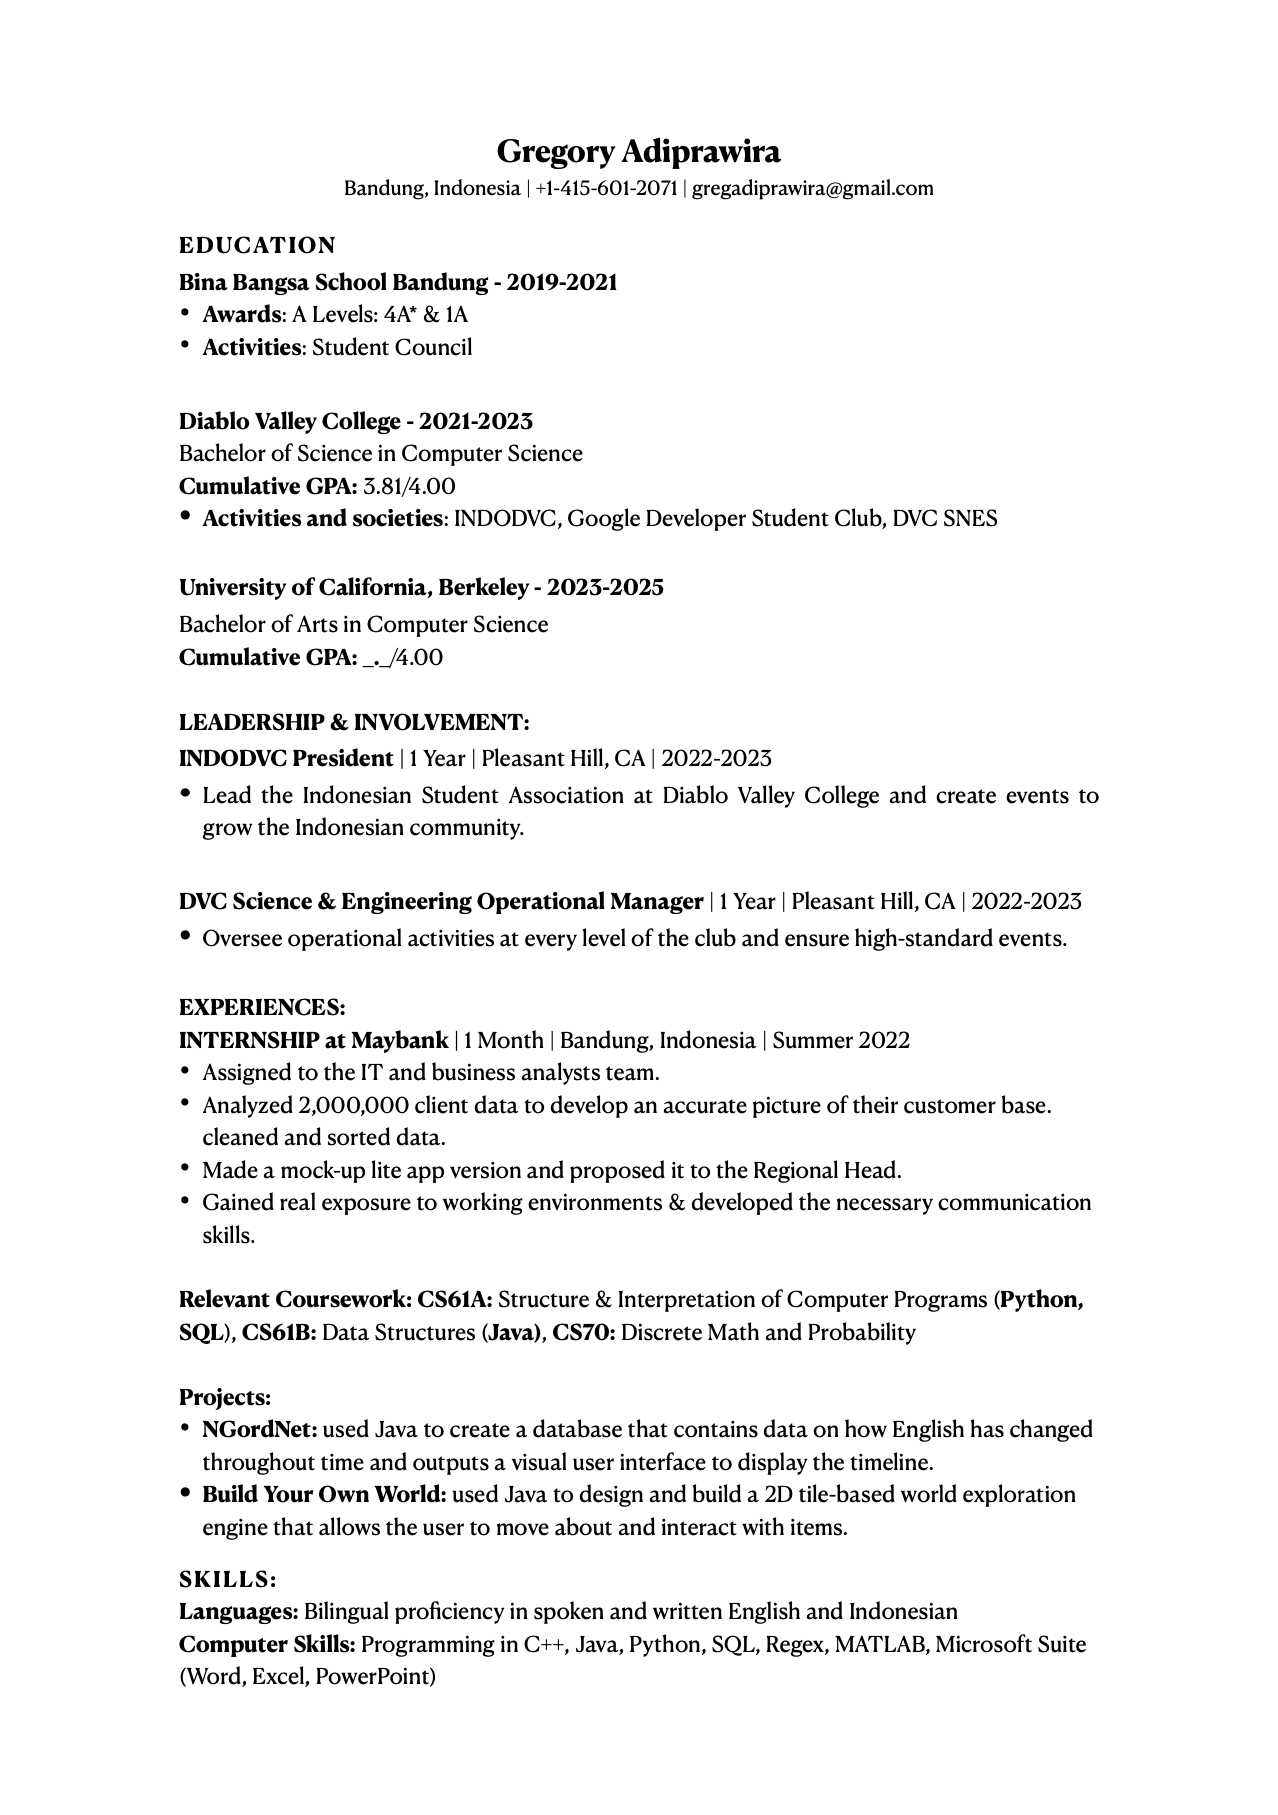 Gregory Adiprawira
Bandung, Indonesia | +1-415-601-2071 | gregadiprawira@gmail.com
EDUCATION
Bina Bangsa School Bandung - 2019-2021
• Awards: A Levels: 4A* & 1A
• Activities: Student Council
Diablo Valley College - 2021-2023
Bachelor of Science in Computer Science
Cumulative GPA: 3.81/4.00
• Activities and societies: INDODVC, Google Developer Student Club, DVC SNES
University of California, Berkeley - 2023-2025
Bachelor of Arts in Computer Science
Cumulative GPA: _._/4.00
LEADERSHIP & INVOLVEMENT:
INDODVC President | 1 Year | Pleasant Hill, CA | 2022-2023
• Lead the Indonesian Student Association at Diablo Valley College and create events to
grow the Indonesian community.
DVC Science & Engineering Operational Manager | 1 Year | Pleasant Hill, CA | 2022-2023
• Oversee operational activities at every level of the club and ensure high-standard events.
EXPERIENCES:
INTERNSHIP at Maybank | 1 Month | Bandung, Indonesia | Summer 2022
• Assigned to the IT and business analysts team.
• Analyzed 2,000,000 client data to develop an accurate picture of their customer base.
cleaned and sorted data.
• Made a mock-up lite app version and proposed it to the Regional Head.
• Gained real exposure to working environments & developed the necessary communication
skills.
Relevant Coursework: CS61A: Structure & Interpretation of Computer Programs (Python,
SQL), CS61B: Data Structures (Java), CS70: Discrete Math and Probability
Projects:
• NGordNet: used Java to create a database that contains data on how English has changed
throughout time and outputs a visual user interface to display the timeline.
• Build Your Own World: used Java to design and build a 2D tile-based world exploration
engine that allows the user to move about and interact with items.
SKILLS:
Languages: Bilingual proficiency in spoken and written English and Indonesian
Computer Skills: Programming in C++, Java, Python, SQL, Regex, MATLAB, Microsoft Suite
(Word, Excel, PowerPoint)